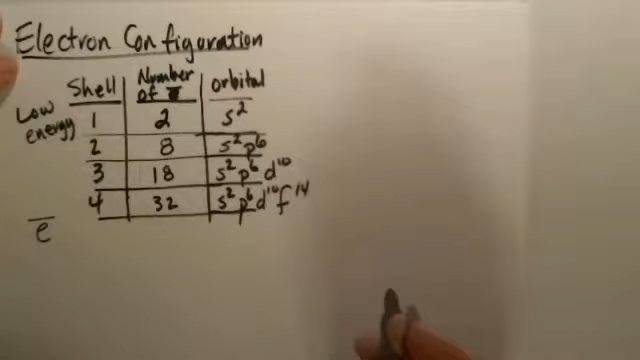 Electron Configuration
Shell Number of orbital
Low energy
1 2 s²
2 8 s²p⁶
3 18 s²p⁶d¹⁰
4 32 s²p⁶d¹⁰f¹⁴
e